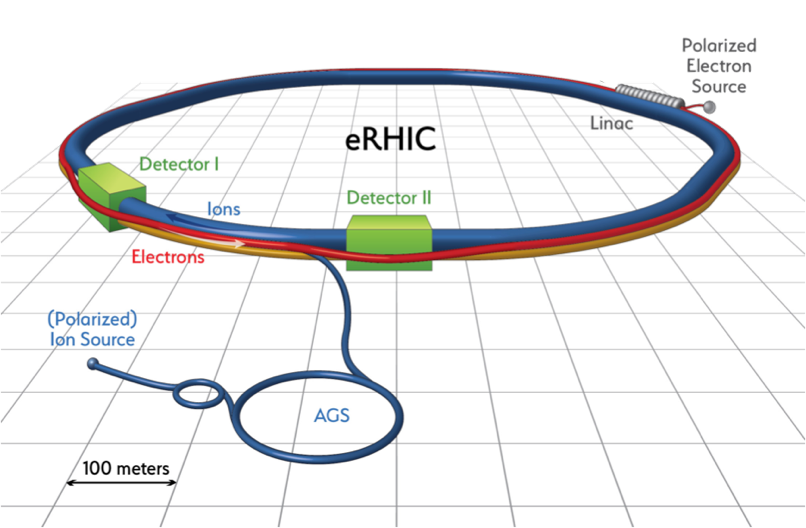 Polarized
Electron
Source
Linac
eRHIC
Detector I
Detector II
Ions
Electrons
(Polarized)
Ion Source
AGS
100 meters